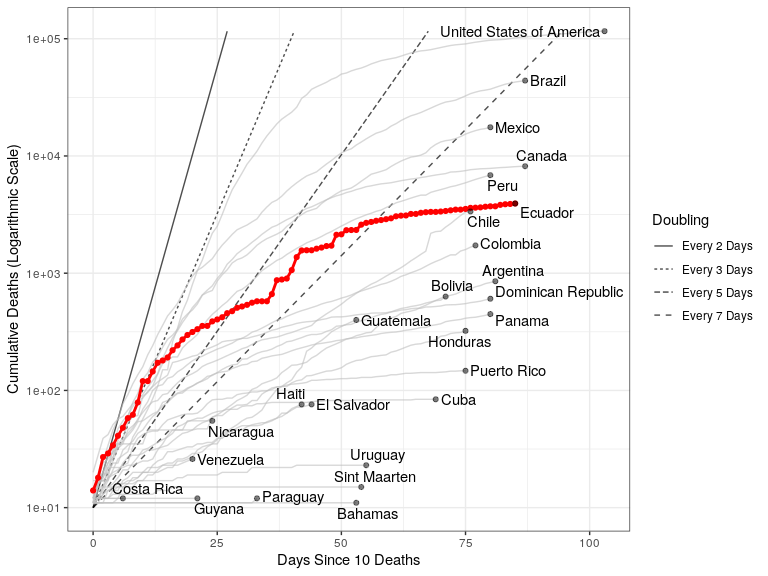 1e+05
1e+04
1e+03
1e+02
1e+01
Cumulative Deaths (Logarithmic Scale)
United States of America
Brazil
Mexico
Canada
Peru
Ecuador
Chile
Colombia
Argentina
Bolivia
Dominican Republic
Guatemala
Panama
Honduras
Puerto Rico
Haiti
El Salvador
Cuba
Nicaragua
Venezuela
Uruguay
Sint Maarten
Costa Rica
Guyana
Paraguay
Bahamas
0
25
50
75
100
Days Since 10 Deaths
Doubling
Every 2 Days
Every 3 Days
Every 5 Days
Every 7 Days